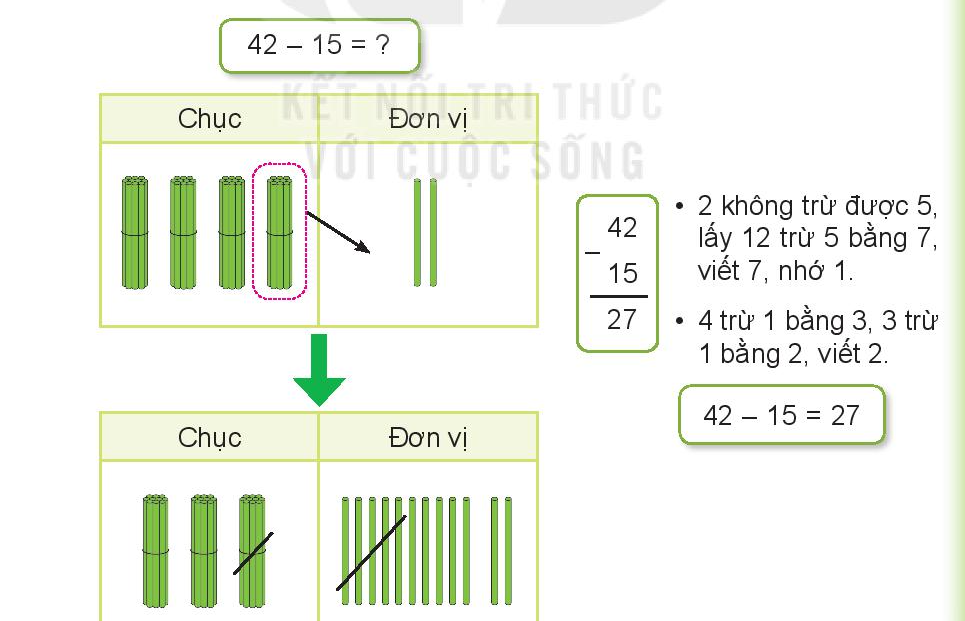 42 – 15 = ?
KẾT NỐI TRI THỨC
VỚI CUỘC SỐNG
Chục Đơn vị
42
–
15
27
• 2 không trừ được 5,
lấy 12 trừ 5 bằng 7,
viết 7, nhớ 1.
• 4 trừ 1 bằng 3, 3 trừ
1 bằng 2, viết 2.
42 – 15 = 27
Chục Đơn vị